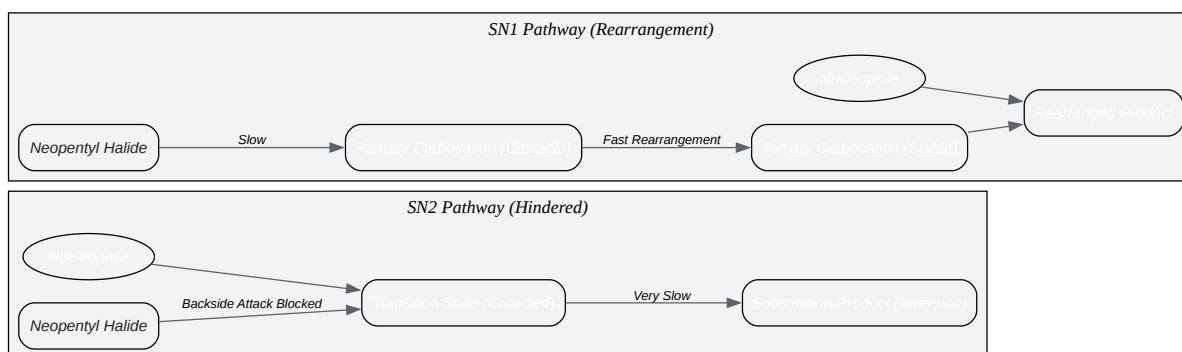 SN1 Pathway (Rearrangement)
Nucleophile
Rearranged Product
Neopentyl Halide
Slow
Primary Carbocation (Unstable)
Fast Rearrangement
Tertiary Carbocation (Stable)
SN2 Pathway (Hindered)
Nucleophile
Neopentyl Halide
Backside Attack Blocked
Transition State (Crowded)
Very Slow
Substitution Product (Inversion)